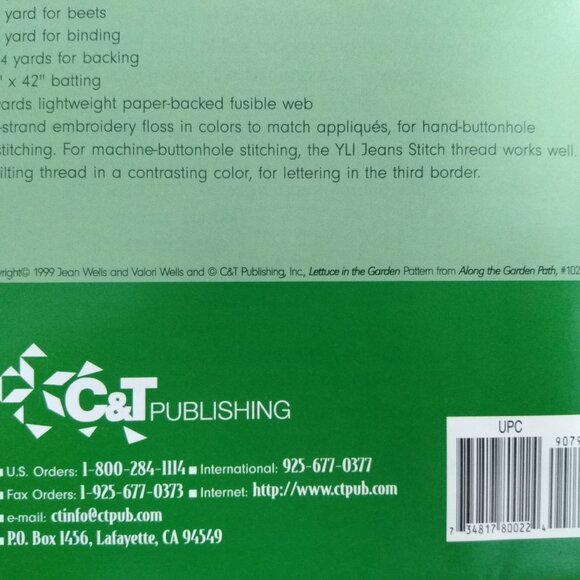 yard for beets
yard for binding
4 yards for backing
" x 42" batting
ards lightweight paper-backed fusible web
-strand embroidery floss in colors to match appliqués, for hand-buttonhole
stitching. For machine-buttonhole stitching, the YLI Jeans Stitch thread works well.
ilting thread in a contrasting color, for lettering in the third border.
yright© 1999 Jean Wells and Valori Wells and © C&T Publishing, Inc., Lettuce in the Garden Pattern from Along the Garden Path, #102
C&T PUBLISHING
U.S. Orders: 1-800-284-1114 ■ International: 925-677-0377
■ Fax Orders: 1-925-677-0373 ■ Internet: http://www.ctpub.com
■ e-mail: ctinfo@ctpub.com
■ P.O. Box 1456, Lafayette, CA 94549
UPC
9079
7 34817 80022 4